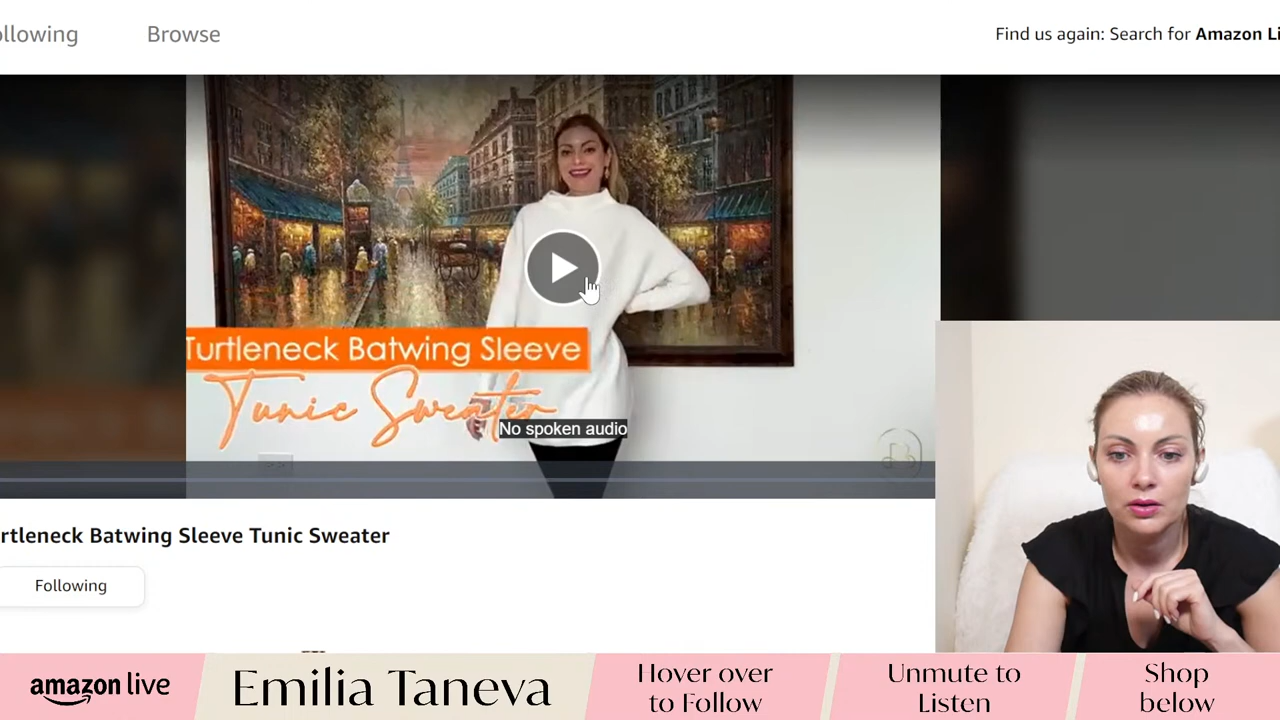 ollowing
Browse
Find us again: Search for Amazon Li
Turtleneck Batwing Sleeve
Tunic Sweater
No spoken audio
rtleneck Batwing Sleeve Tunic Sweater
Following
amazon live
Emilia Taneva
Hover over
to Follow
Unmute to
Listen
Shop
below